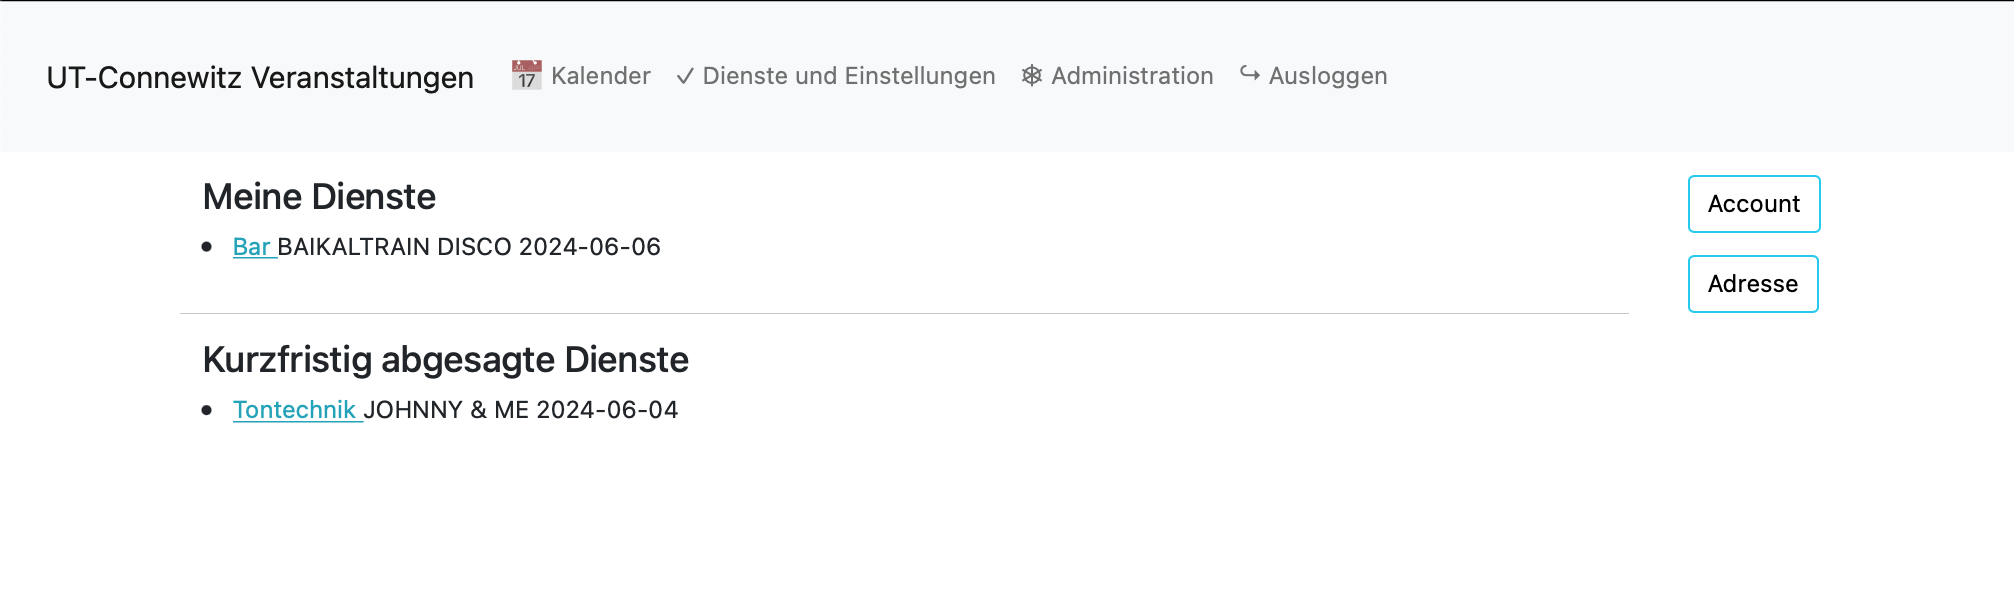 UT-Connewitz Veranstaltungen 📅 Kalender ✓ Dienste und Einstellungen ⎈ Administration ↪ Ausloggen
Meine Dienste
• Bar BAIKALTRAIN DISCO 2024-06-06
Account
Adresse
Kurzfristig abgesagte Dienste
• Tontechnik JOHNNY & ME 2024-06-04